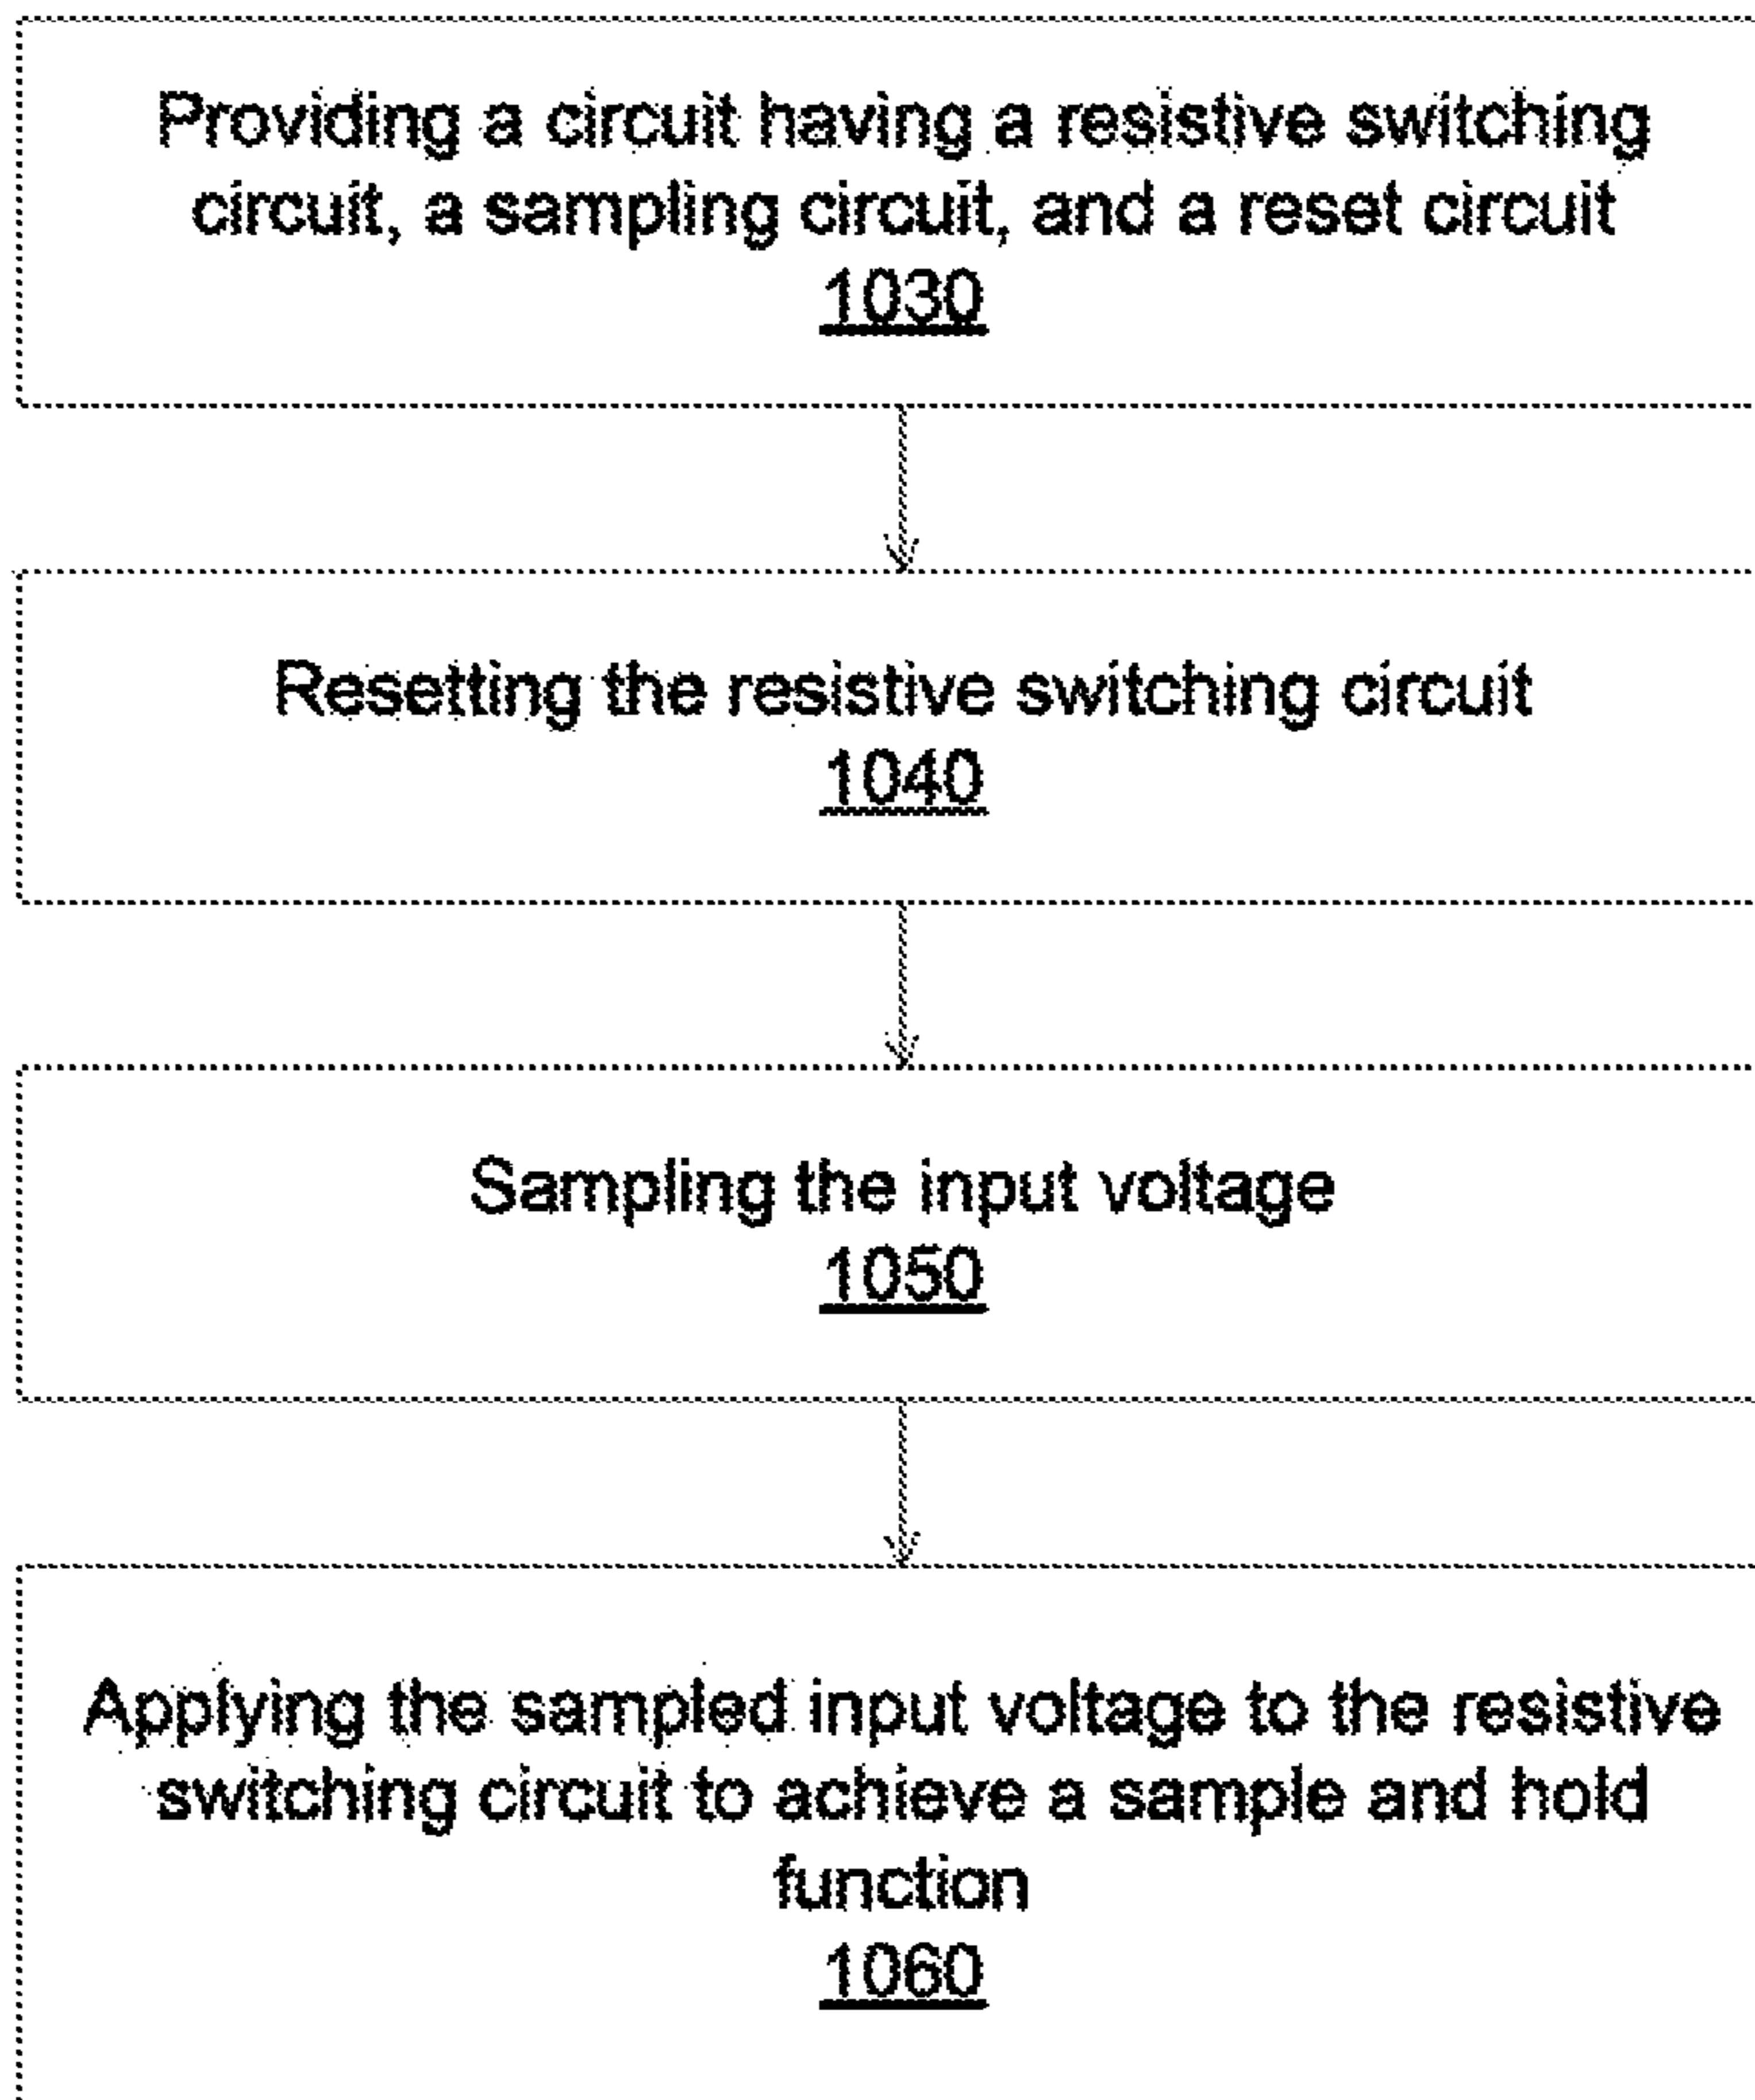 Providing a circuit having a resistive switching
circuit, a sampling circuit, and a reset circuit
1030
Resetting the resistive switching circuit
1040
Sampling the input voltage
1050
Applying the sampled input voltage to the resistive
switching circuit to achieve a sample and hold
function
1060